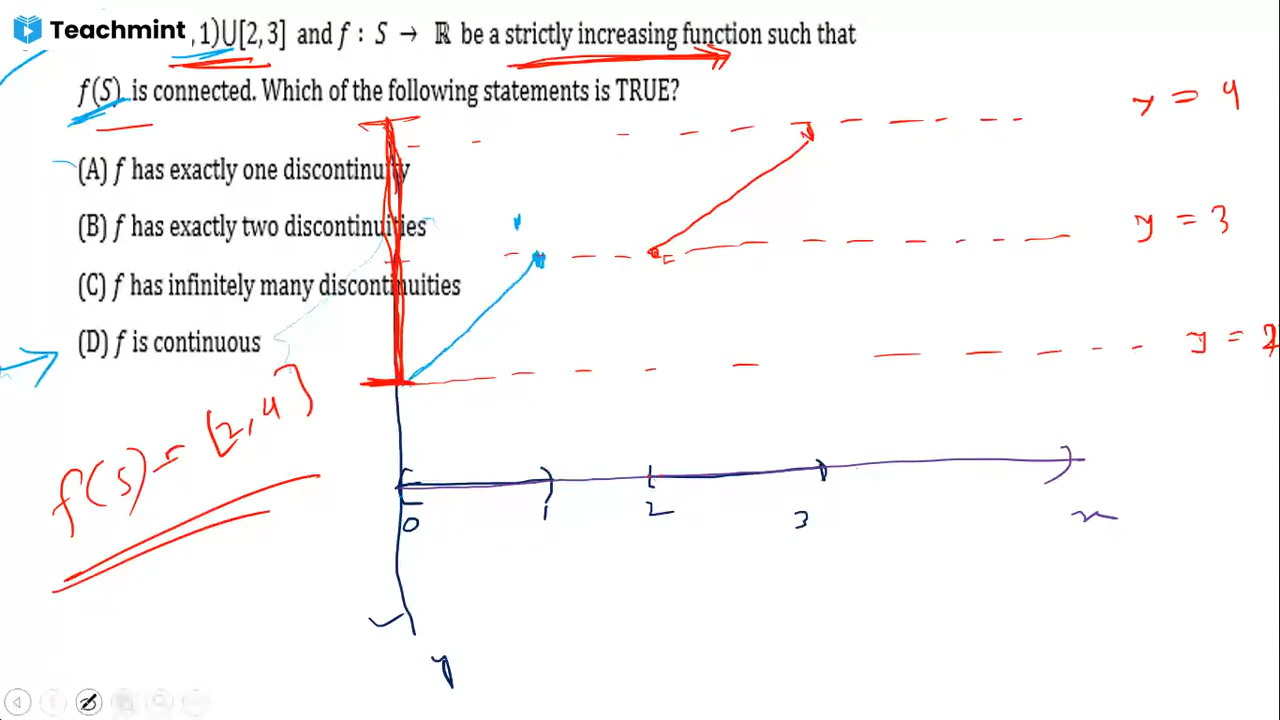 Teachmint
, 1)⋃[2, 3] and f : S → ℝ be a strictly increasing function such that
f(S) is connected. Which of the following statements is TRUE?
(A) f has exactly one discontinuity
(B) f has exactly two discontinuities
(C) f has infinitely many discontinuities
(D) f is continuous
f(S) = [2, 4]
y = 4
y = 3
y = 2
0 1 2 3
x
y